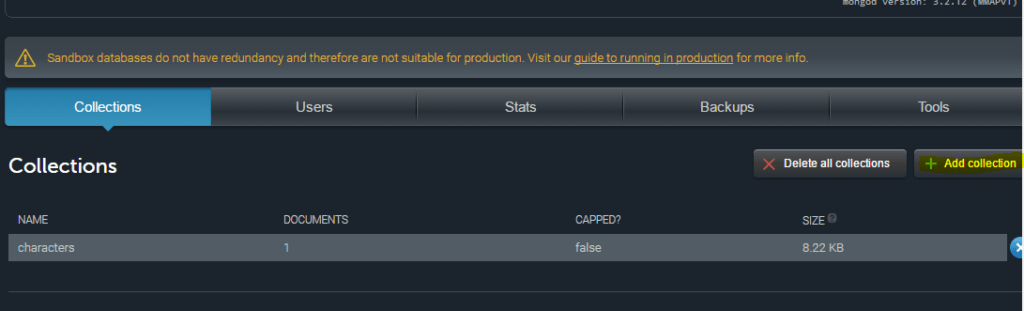 mongod version: 3.2.12 (MMAPv1)
Sandbox databases do not have redundancy and therefore are not suitable for production. Visit our guide to running in production for more info.
Collections Users Stats Backups Tools
Collections
Delete all collections
Add collection
NAME DOCUMENTS CAPPED? SIZE ?
characters 1 false 8.22 KB